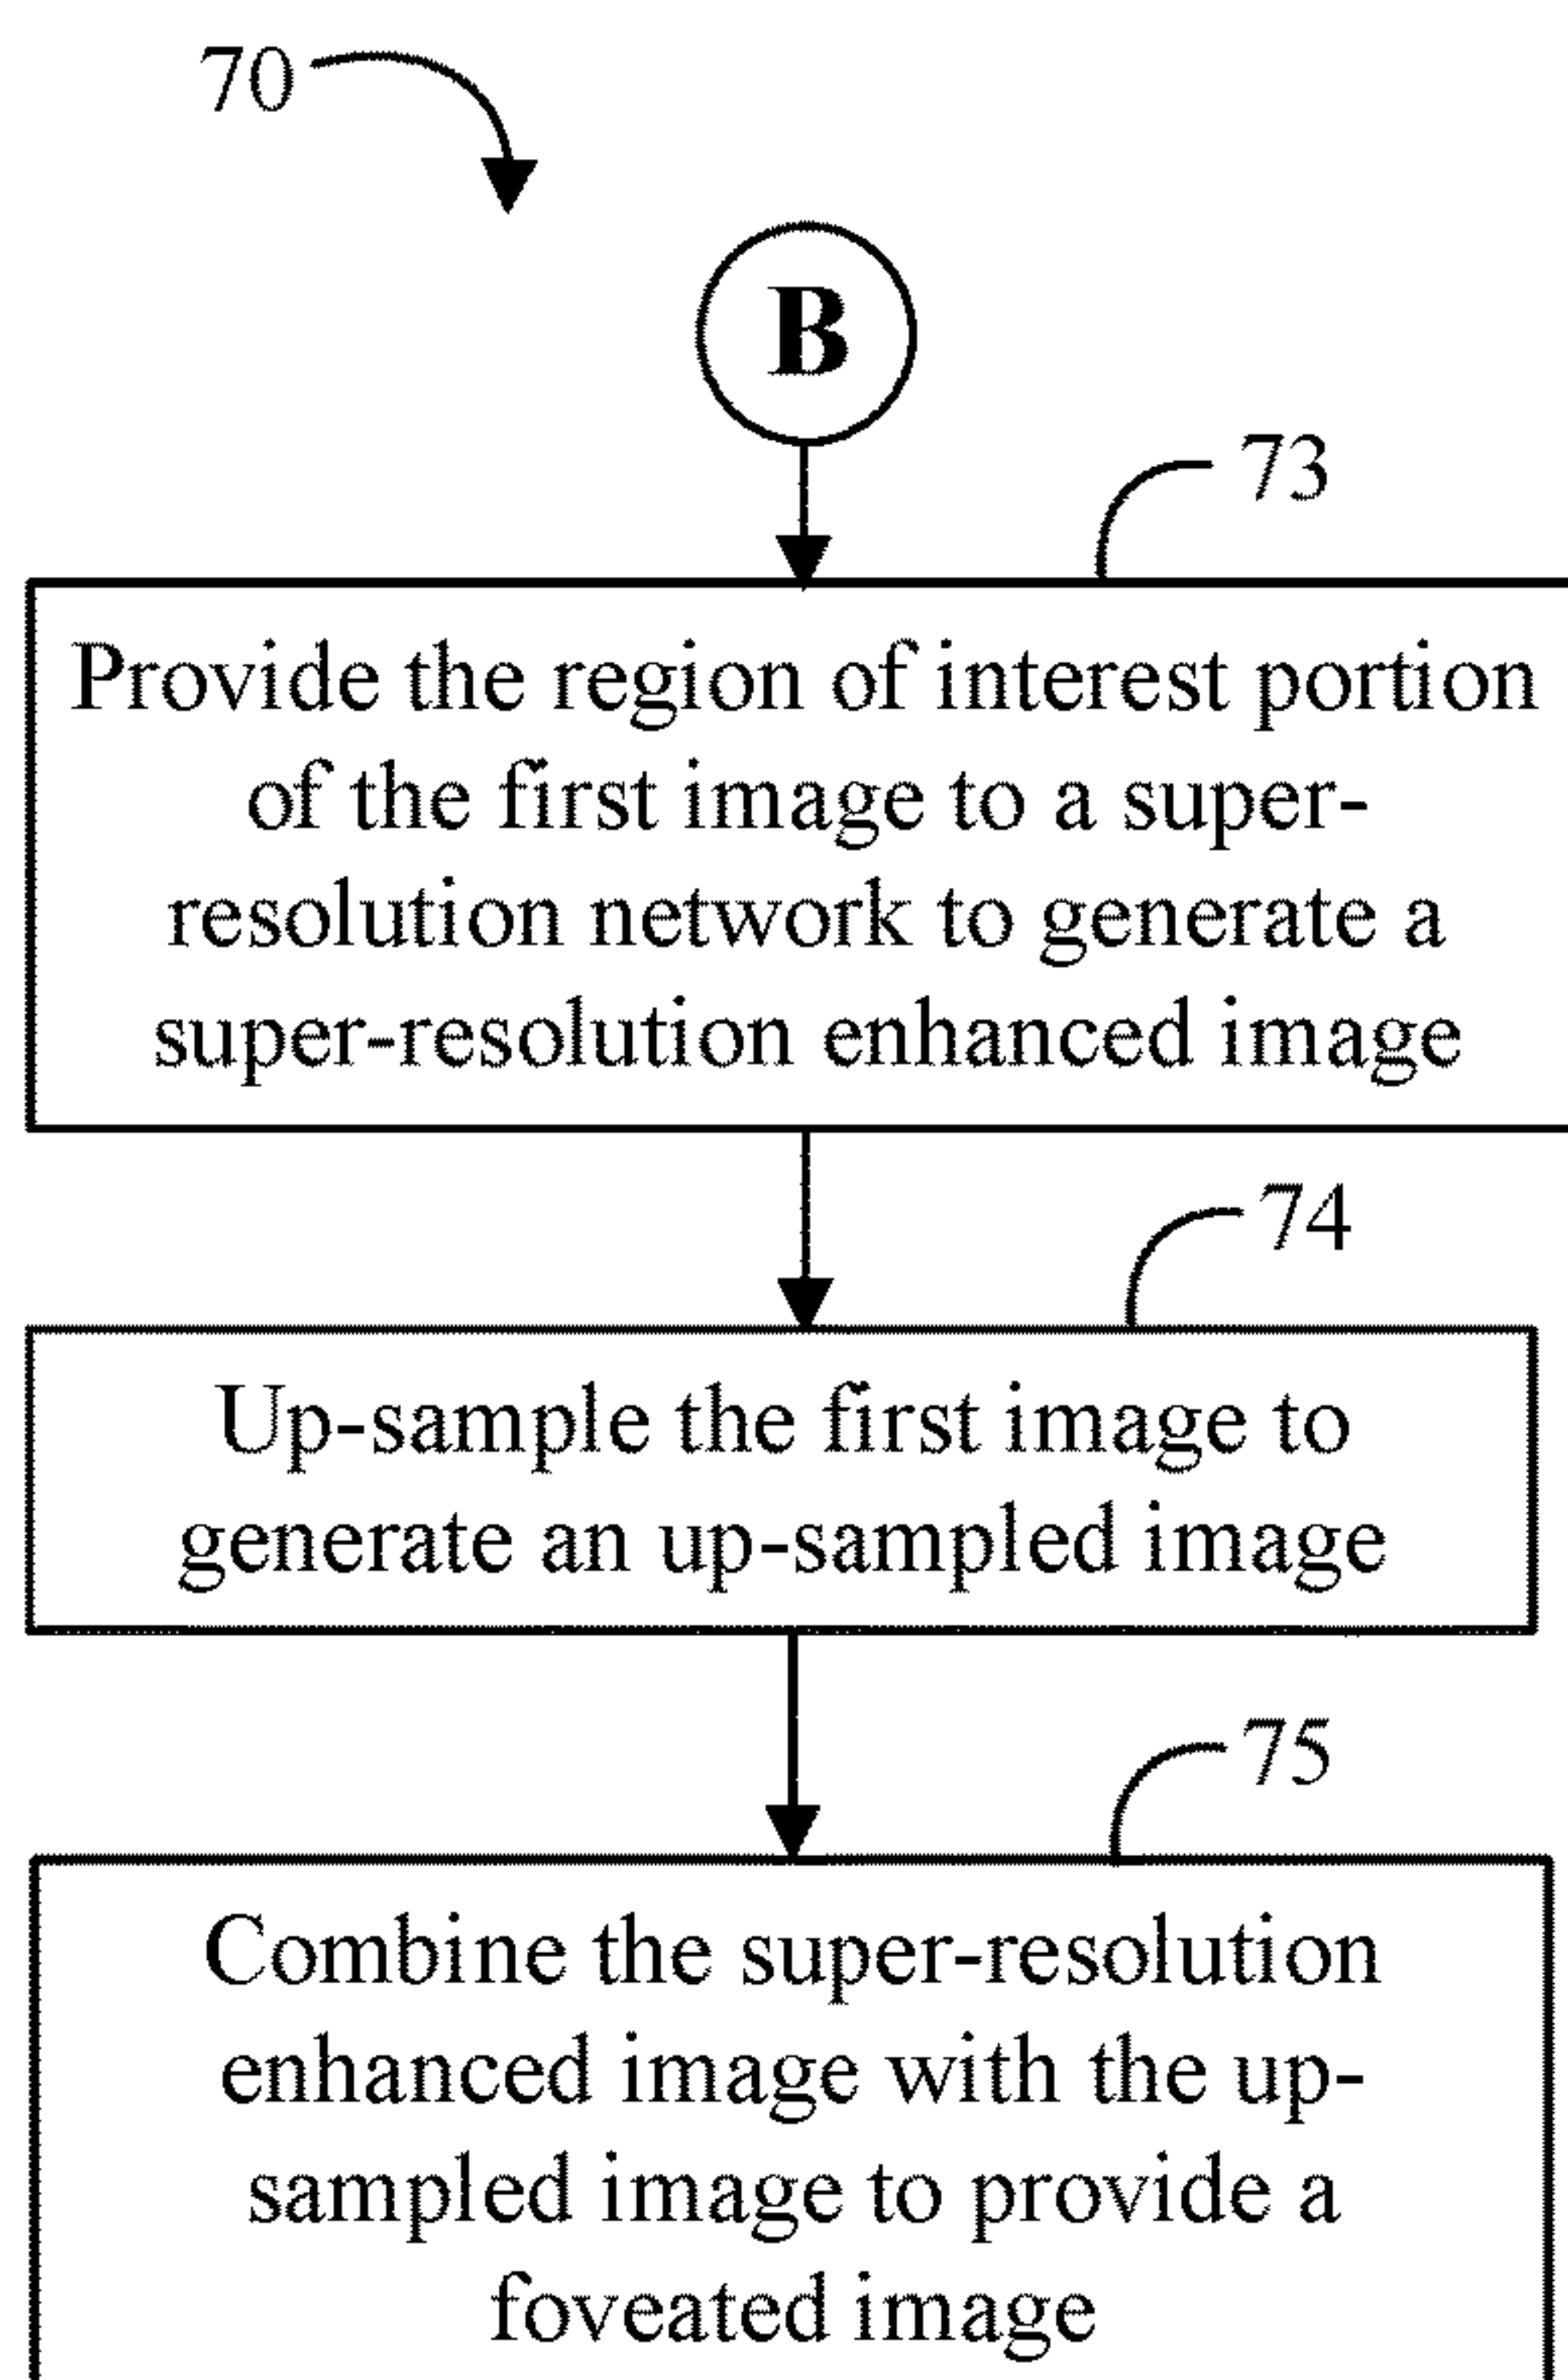 70
B
73
Provide the region of interest portion
of the first image to a super-
resolution network to generate a
super-resolution enhanced image
74
Up-sample the first image to
generate an up-sampled image
75
Combine the super-resolution
enhanced image with the up-
sampled image to provide a
foveated image